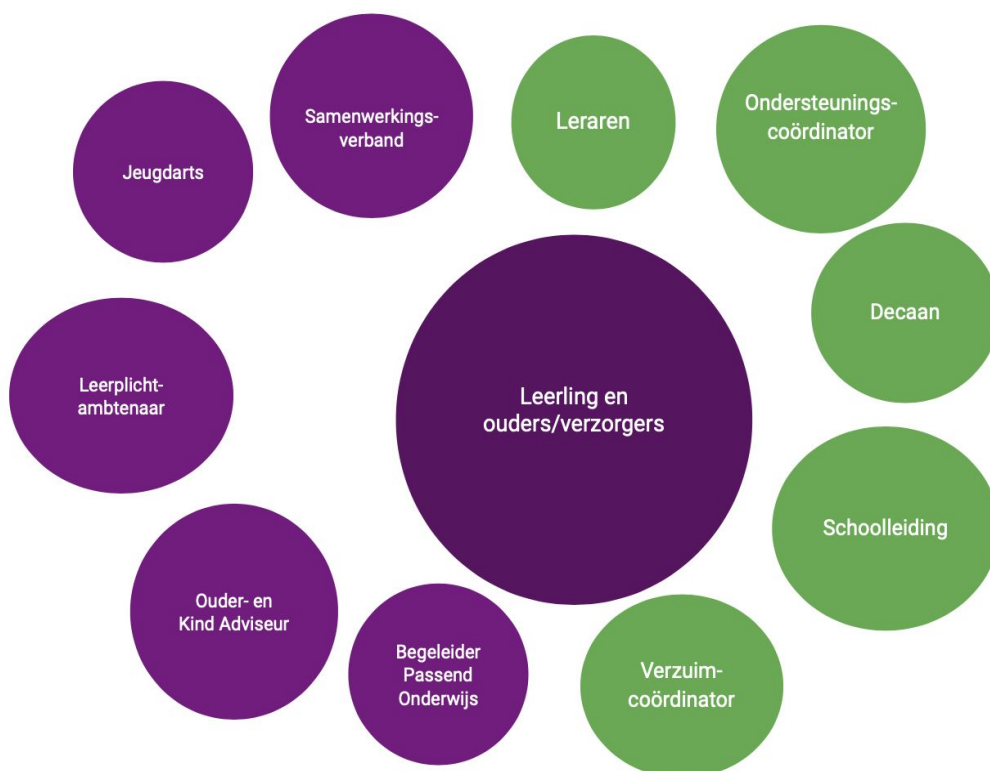 Samenwerkings-
verband
Leraren
Ondersteunings-
coördinator
Jeugdarts
Decaan
Leerplicht-
ambtenaar
Leerling en
ouders/verzorgers
Schoolleiding
Ouder- en
Kind Adviseur
Begeleider
Passend
Onderwijs
Verzuim-
coördinator